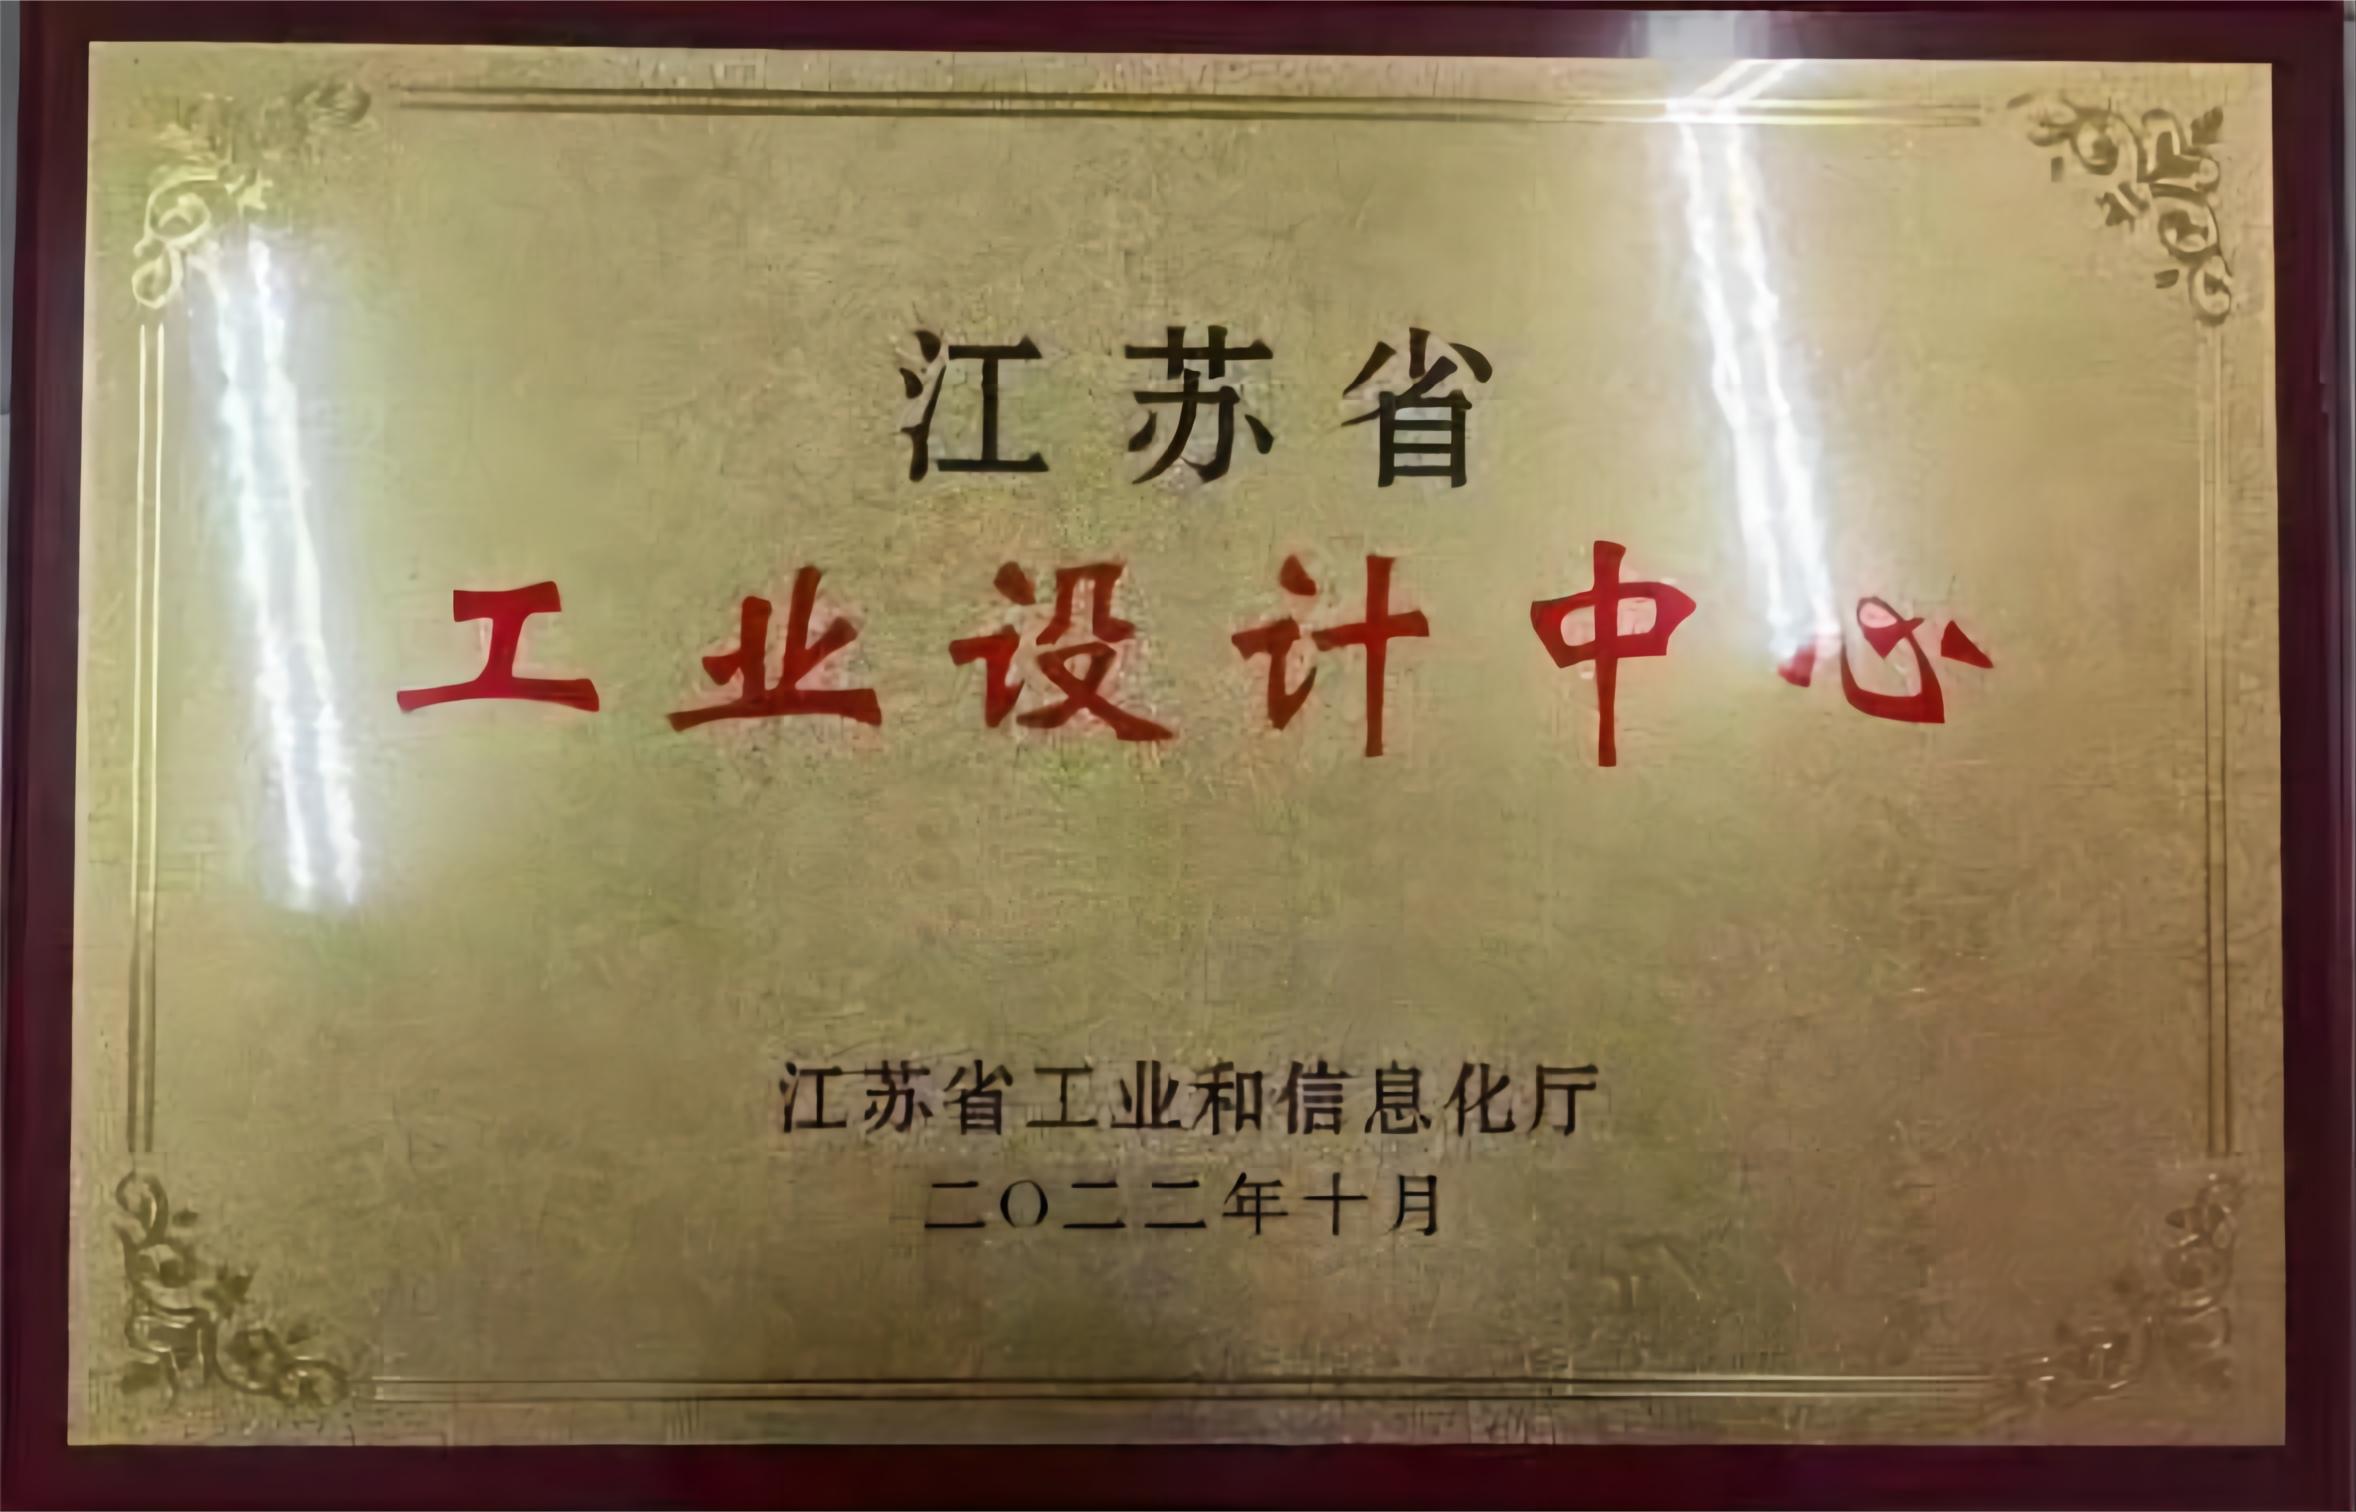 江苏省
工业设计中心
江苏省工业和信息化厅
二〇二二年十月